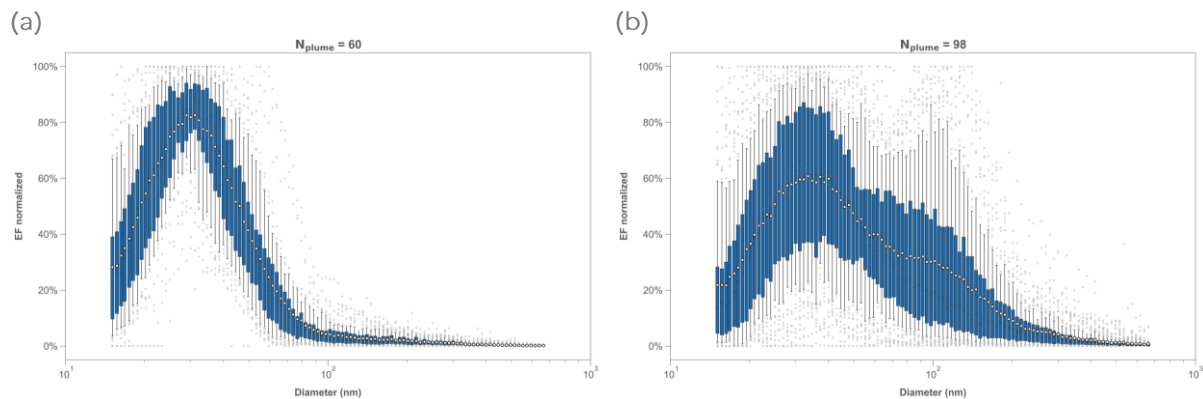 (a)
N_plume = 60
100%
80%
60%
40%
20%
0%
EF normalized
10^1
10^2
10^3
Diameter (nm)
(b)
N_plume = 98
100%
80%
60%
40%
20%
0%
EF normalized
10^1
10^2
10^3
Diameter (nm)